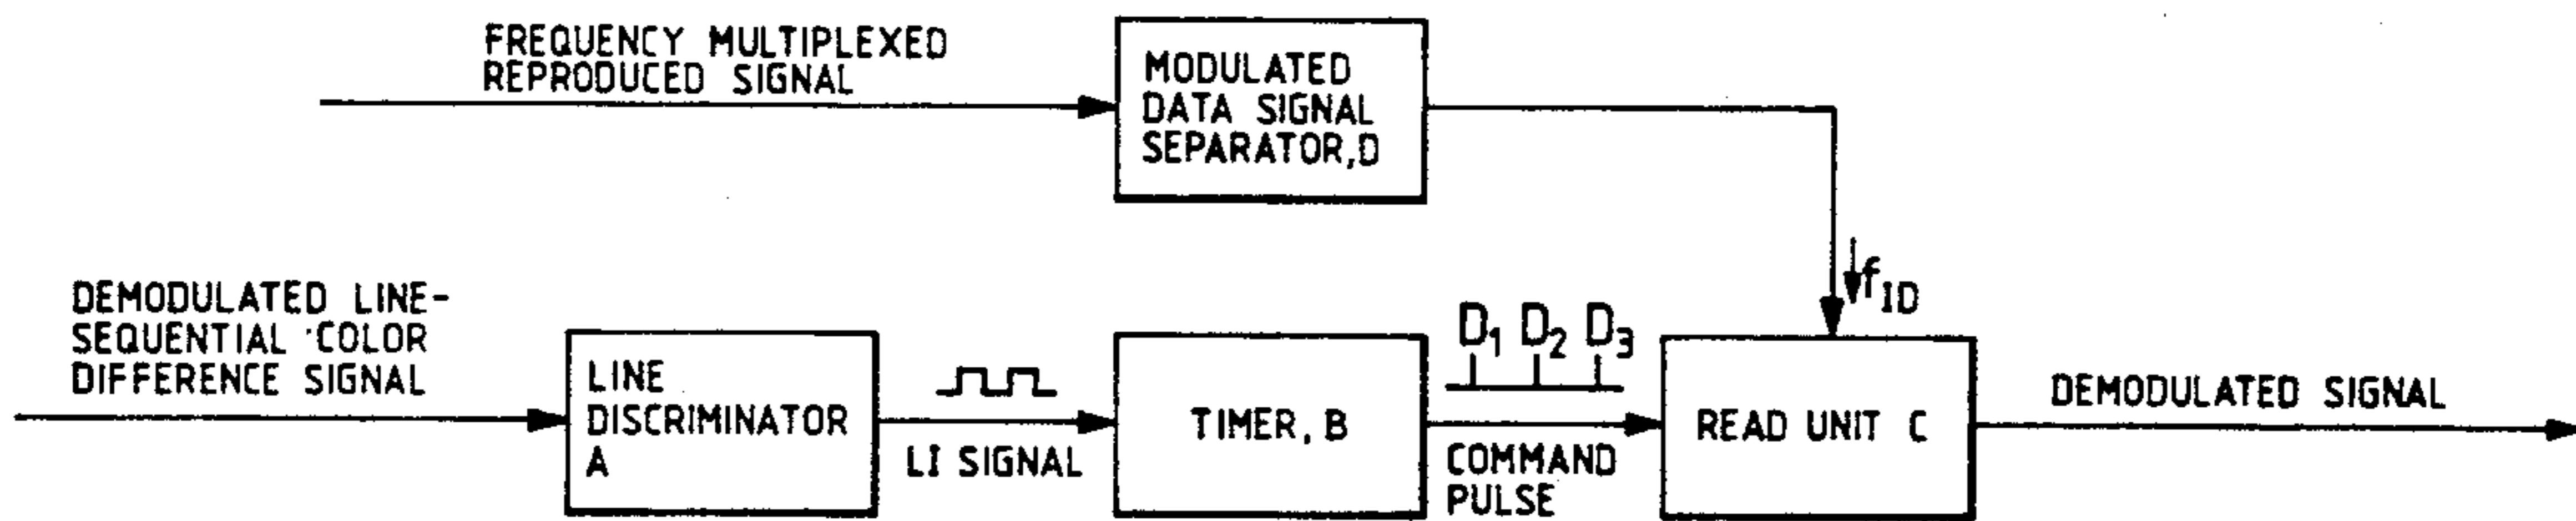 FREQUENCY MULTIPLEXED
REPRODUCED SIGNAL
MODULATED
DATA SIGNAL
SEPARATOR, D
fID
DEMODULATED LINE-
SEQUENTIAL COLOR
DIFFERENCE SIGNAL
LINE
DISCRIMINATOR
A
LI SIGNAL
TIMER, B
D1 D2 D3
COMMAND
PULSE
READ UNIT C
DEMODULATED SIGNAL